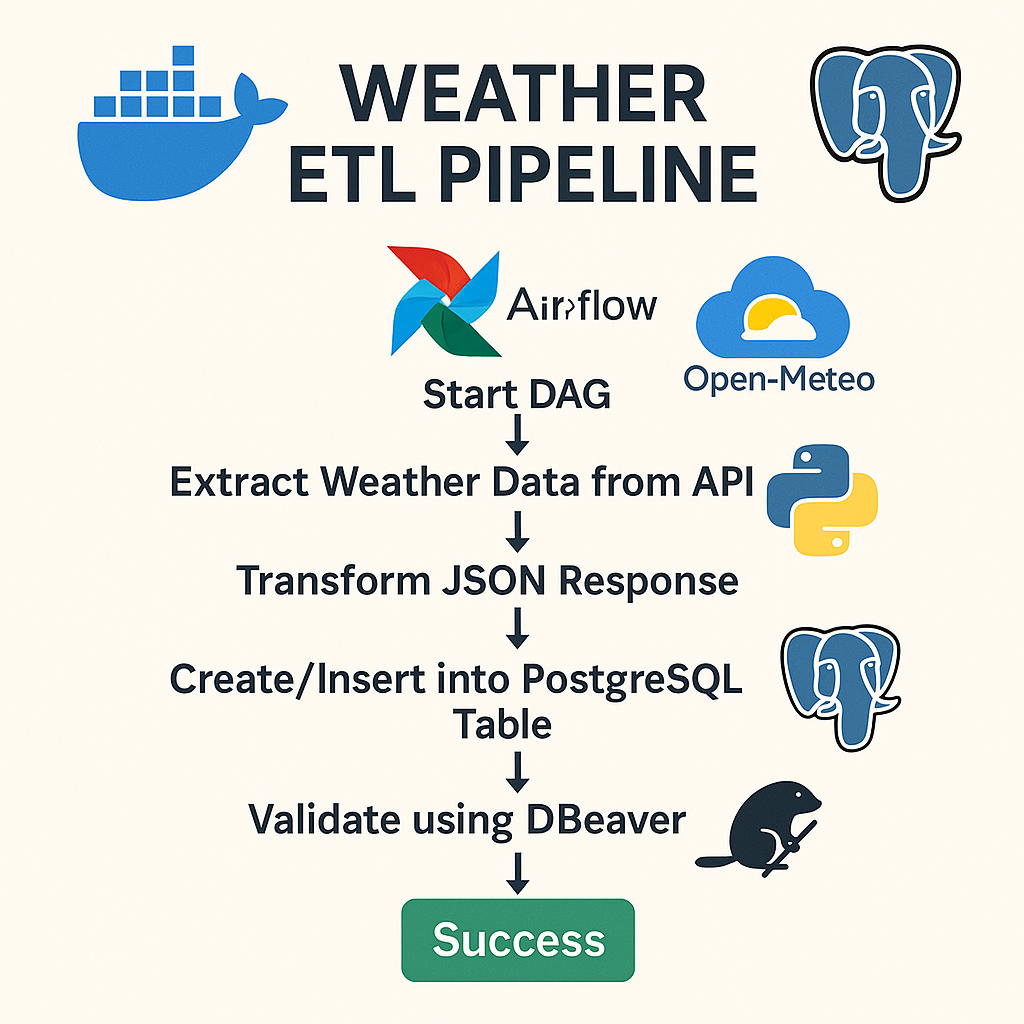 WEATHER
ETL PIPELINE
Airflow
Open-Meteo
Start DAG
Extract Weather Data from API
Transform JSON Response
Create/Insert into PostgreSQL
Table
Validate using DBeaver
Success